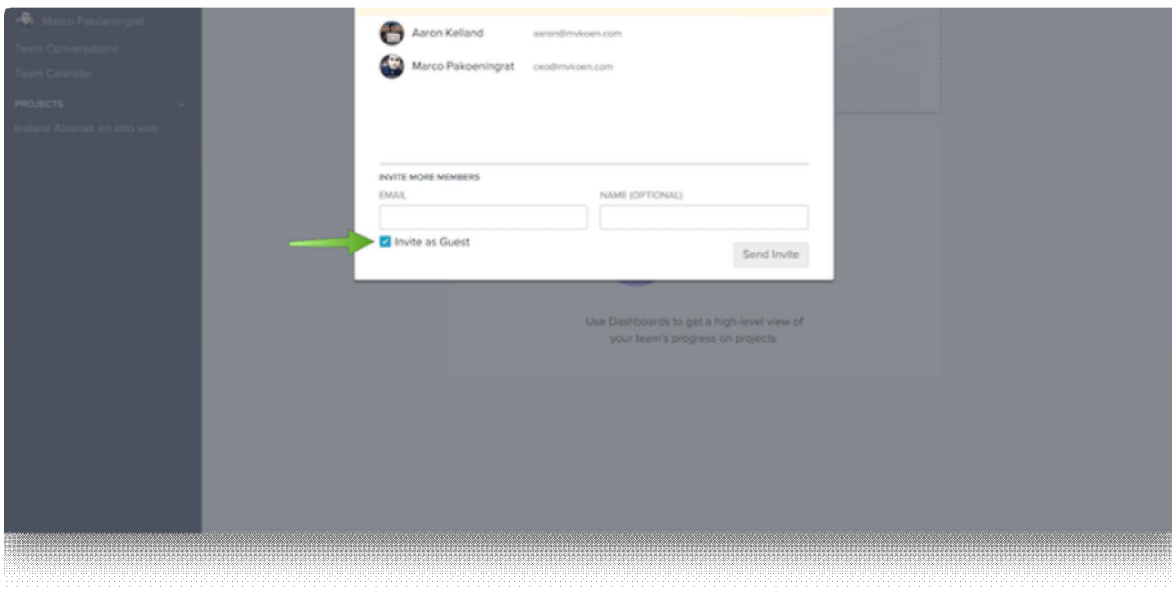 Marco Pakoeningrat
Team Conversations
Team Calendar
PROJECTS +
Instalar Akismet en sitio web
Aaron Kelland aaron@mvkoen.com
Marco Pakoeningrat ceo@mvkoen.com
INVITE MORE MEMBERS
EMAIL NAME (OPTIONAL)
Invite as Guest
Send Invite
Use Dashboards to get a high-level view of
your team's progress on projects.